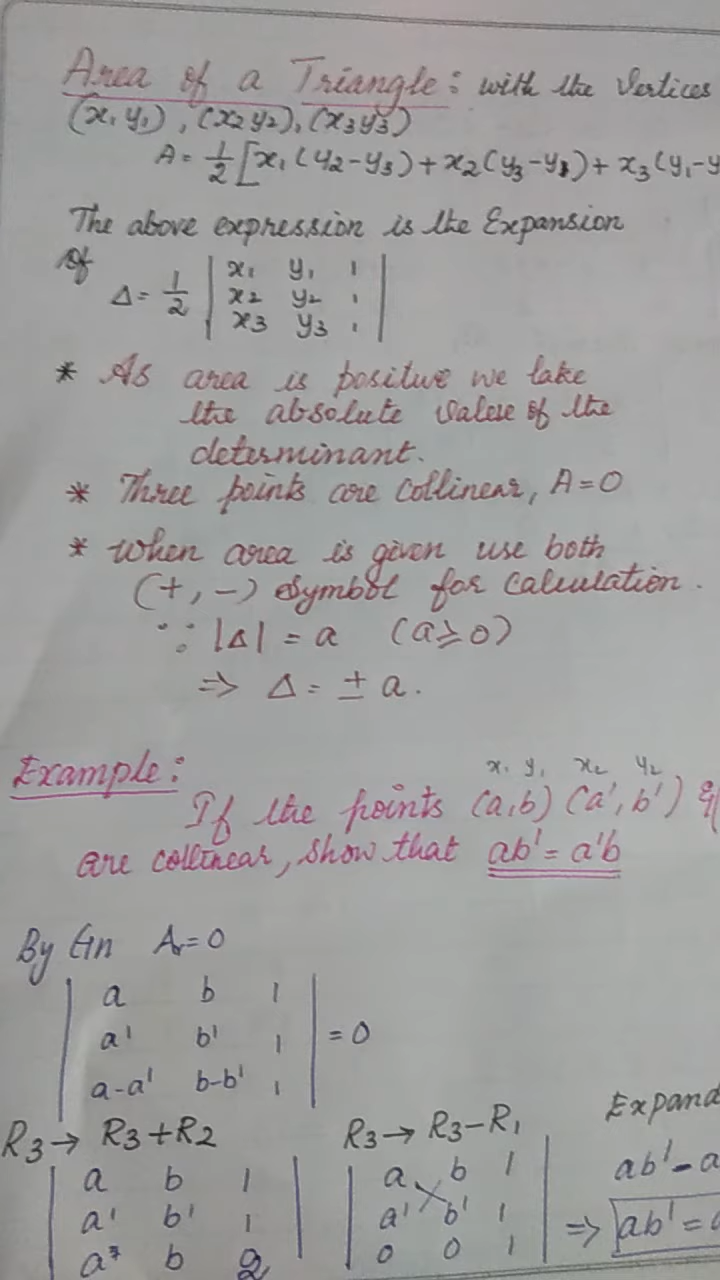 Area of a Triangle: with the Vertices
(x₁ y₁), (x₂ y₂), (x₃ y₃)
A = 1/2 [x₁ (y₂-y₃) + x₂ (y₃-y₁) + x₃ (y₁-y
The above expression is the Expansion
of
Δ = 1/2 | x₁ y₁ 1 |
| x₂ y₂ 1 |
| x₃ y₃ 1 |
* As area is positive we take
the absolute value of the
determinant.
* Three points are collinear, A=0
* When area is given use both
(+, -) symbol for calculation.
∵ |Δ| = a (a≥0)
⇒ Δ = ± a.
Example:
x₁ y₁ x₂ y₂
If the points (a,b) (a',b') &
are collinear, show that ab' = a'b
By Gn A = 0
| a b 1 |
| a' b' 1 | = 0
| a-a' b-b' 1 |
R₃ → R₃ + R₂ R₃ → R₃ - R₁ Expand
| a b 1 | | a b 1 | ab' - a
| a' b' 1 | | a' b' 1 | ⇒ ab' =
| a b 2 | | 0 0 1 |